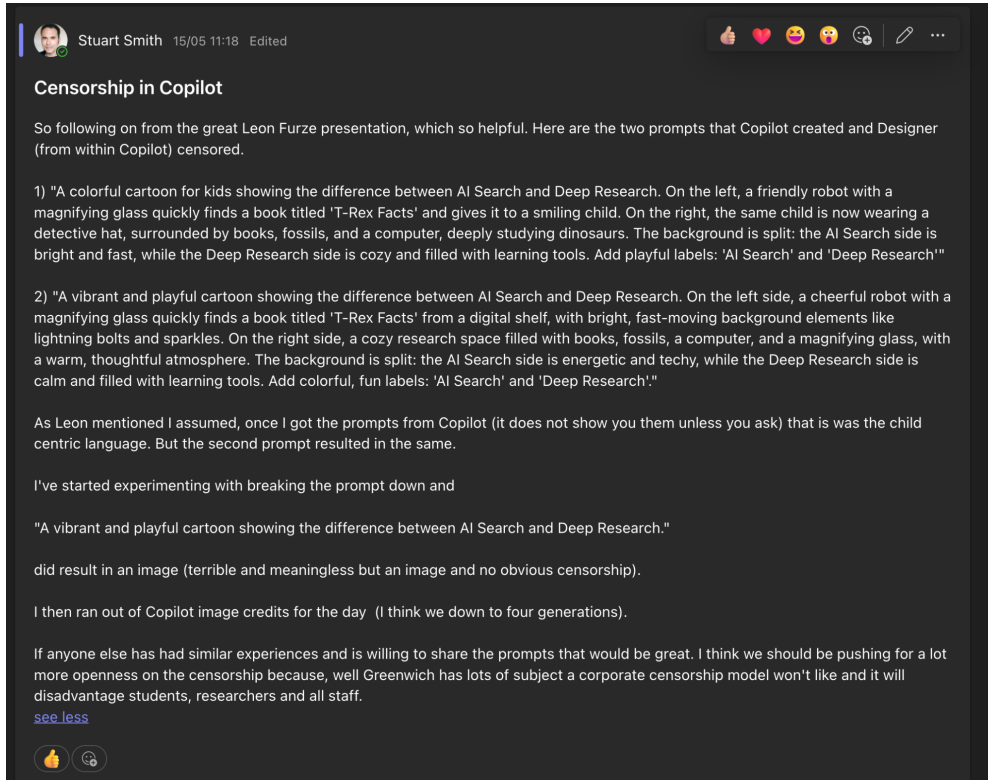 Stuart Smith 15/05 11:18 Edited
Censorship in Copilot
So following on from the great Leon Furze presentation, which so helpful. Here are the two prompts that Copilot created and Designer
(from within Copilot) censored.
1) "A colorful cartoon for kids showing the difference between AI Search and Deep Research. On the left, a friendly robot with a
magnifying glass quickly finds a book titled 'T-Rex Facts' and gives it to a smiling child. On the right, the same child is now wearing a
detective hat, surrounded by books, fossils, and a computer, deeply studying dinosaurs. The background is split: the AI Search side is
bright and fast, while the Deep Research side is cozy and filled with learning tools. Add playful labels: 'AI Search' and 'Deep Research'"
2) "A vibrant and playful cartoon showing the difference between AI Search and Deep Research. On the left side, a cheerful robot with a
magnifying glass quickly finds a book titled 'T-Rex Facts' from a digital shelf, with bright, fast-moving background elements like
lightning bolts and sparkles. On the right side, a cozy research space filled with books, fossils, a computer, and a magnifying glass, with
a warm, thoughtful atmosphere. The background is split: the AI Search side is energetic and techy, while the Deep Research side is
calm and filled with learning tools. Add colorful, fun labels: 'AI Search' and 'Deep Research'."
As Leon mentioned I assumed, once I got the prompts from Copilot (it does not show you them unless you ask) that is was the child
centric language. But the second prompt resulted in the same.
I've started experimenting with breaking the prompt down and
"A vibrant and playful cartoon showing the difference between AI Search and Deep Research."
did result in an image (terrible and meaningless but an image and no obvious censorship).
I then ran out of Copilot image credits for the day (I think we down to four generations).
If anyone else has had similar experiences and is willing to share the prompts that would be great. I think we should be pushing for a lot
more openness on the censorship because, well Greenwich has lots of subject a corporate censorship model won't like and it will
disadvantage students, researchers and all staff.
see less